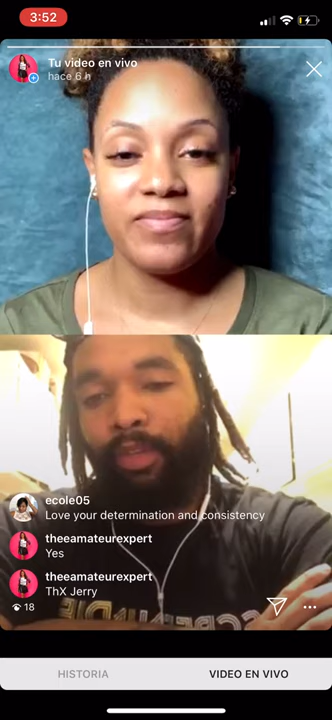 3:52
Tu video en vivo
hace 6 h
ecole05
Love your determination and consistency
theeamateurexpert
Yes
theeamateurexpert
ThX Jerry
18
HISTORIA
VIDEO EN VIVO